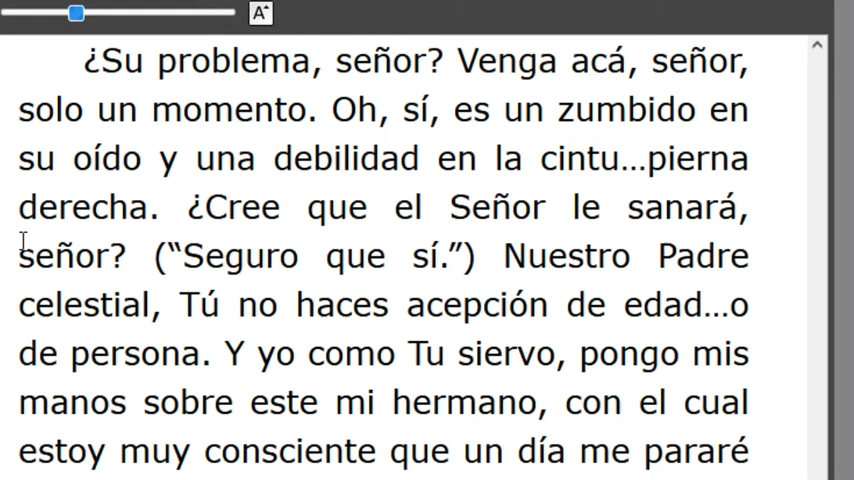 A
¿Su problema, señor? Venga acá, señor,
solo un momento. Oh, sí, es un zumbido en
su oído y una debilidad en la cintu...pierna
derecha. ¿Cree que el Señor le sanará,
señor? (“Seguro que sí.”) Nuestro Padre
celestial, Tú no haces acepción de edad...o
de persona. Y yo como Tu siervo, pongo mis
manos sobre este mi hermano, con el cual
estoy muy consciente que un día me pararé